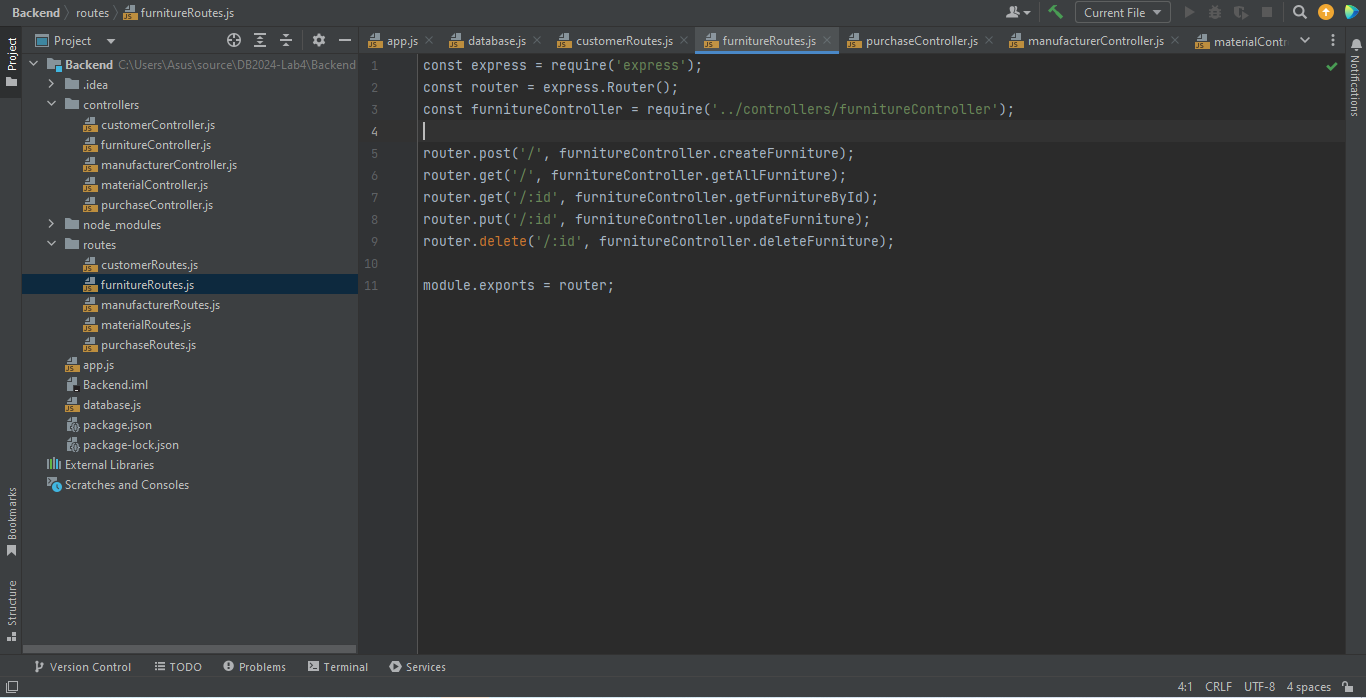 Backend routes furnitureRoutes.js
Current File
Project
Project
app.js
database.js
customerRoutes.js
furnitureRoutes.js
purchaseController.js
manufacturerController.js
materialContr
Notifications
Backend C:\Users\Asus\source\DB2024-Lab4\Backend
.idea
controllers
customerController.js
furnitureController.js
manufacturerController.js
materialController.js
purchaseController.js
node_modules
routes
customerRoutes.js
furnitureRoutes.js
manufacturerRoutes.js
materialRoutes.js
purchaseRoutes.js
app.js
Backend.iml
database.js
package.json
package-lock.json
External Libraries
Scratches and Consoles
1 const express = require('express');
2 const router = express.Router();
3 const furnitureController = require('../controllers/furnitureController');
4
5 router.post('/', furnitureController.createFurniture);
6 router.get('/', furnitureController.getAllFurniture);
7 router.get('/:id', furnitureController.getFurnitureById);
8 router.put('/:id', furnitureController.updateFurniture);
9 router.delete('/:id', furnitureController.deleteFurniture);
10
11 module.exports = router;
Bookmarks
Structure
Version Control
TODO
Problems
Terminal
Services
4:1 CRLF UTF-8 4 spaces